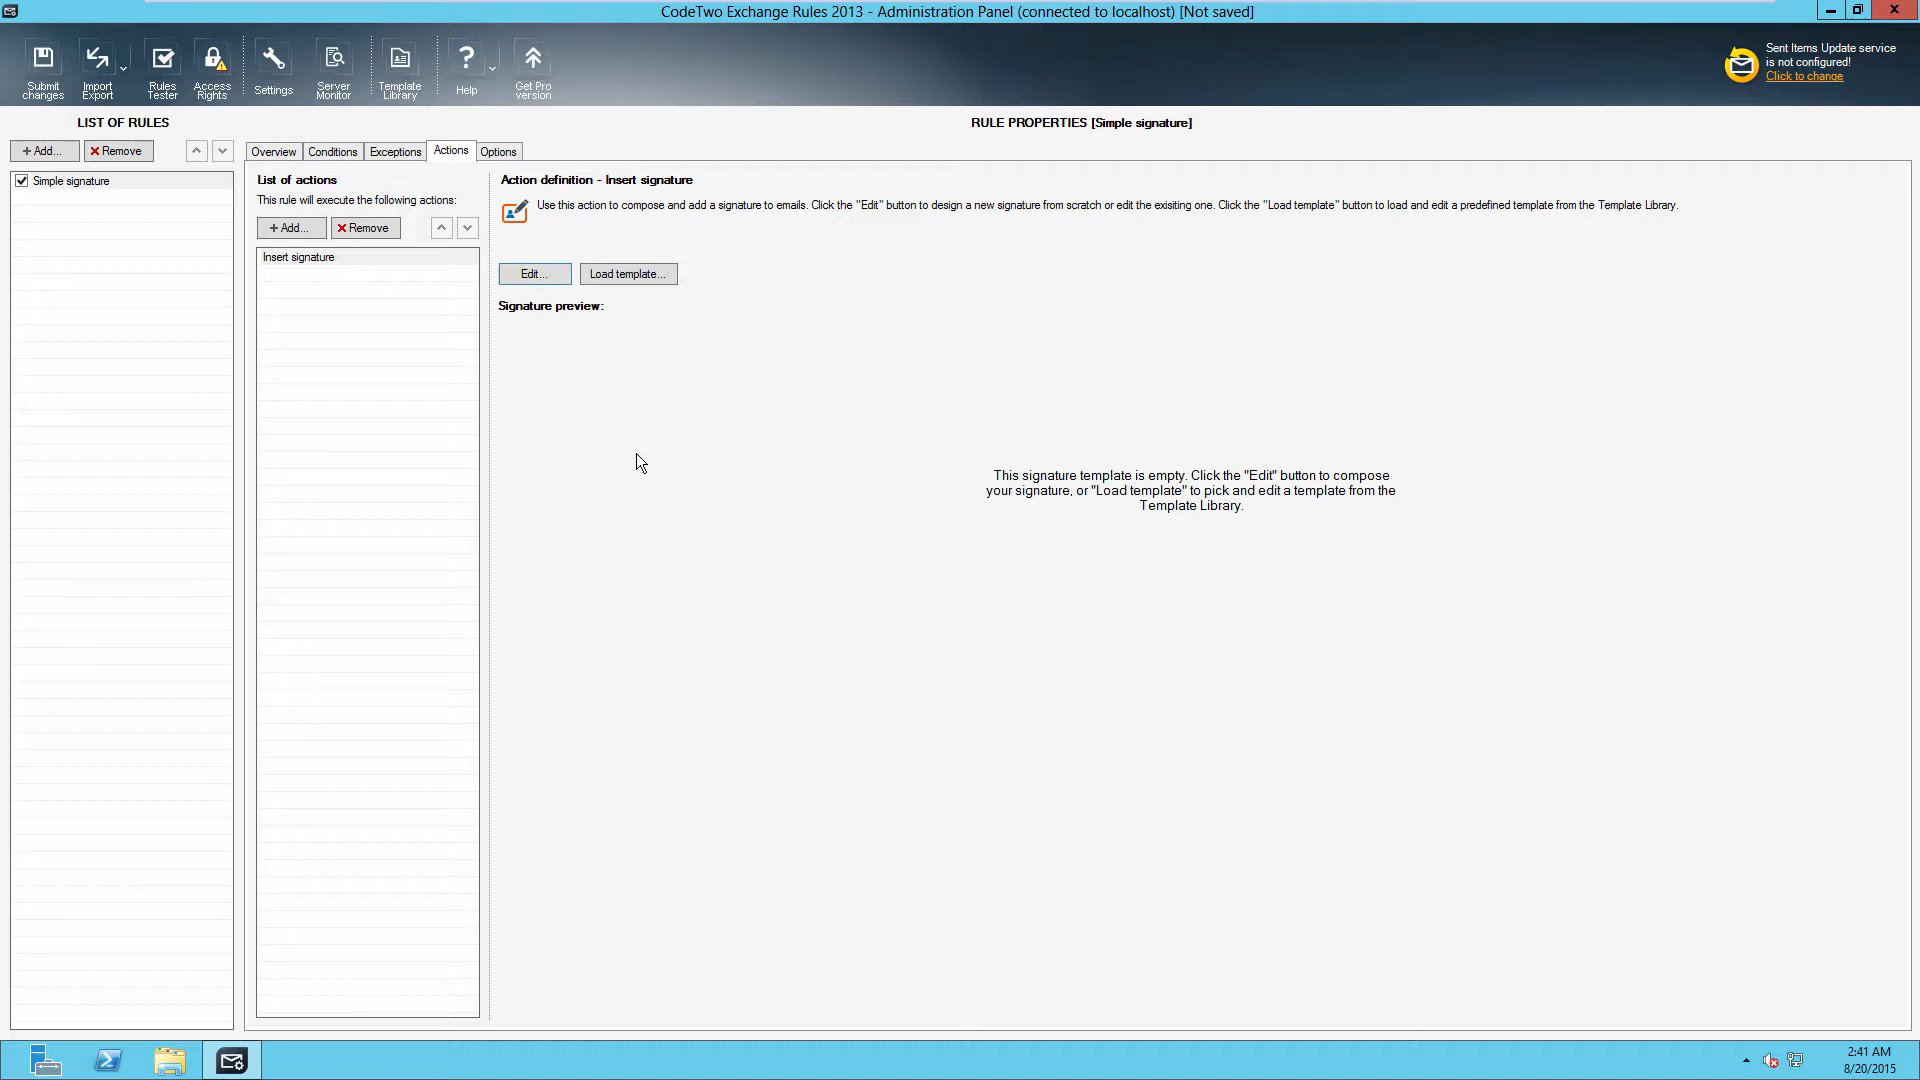 CodeTwo Exchange Rules 2013 - Administration Panel (connected to localhost) [Not saved]
Submit changes
Import Export
Rules Tester
Access Rights
Settings
Server Monitor
Template Library
Help
Get Pro version
Sent Items Update service
is not configured!
Click to change
LIST OF RULES
RULE PROPERTIES [Simple signature]
+ Add...
Remove
Overview
Conditions
Exceptions
Actions
Options
Simple signature
List of actions
This rule will execute the following actions:
+ Add...
Remove
Insert signature
Action definition - Insert signature
Use this action to compose and add a signature to emails. Click the "Edit" button to design a new signature from scratch or edit the exisiting one. Click the "Load template" button to load and edit a predefined template from the Template Library.
Edit...
Load template...
Signature preview:
This signature template is empty. Click the "Edit" button to compose
your signature, or "Load template" to pick and edit a template from the
Template Library.
2:41 AM
8/20/2015